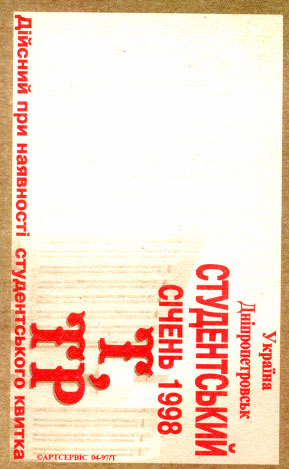 Україна
Дніпропетровськ
СТУДЕНТСЬКИЙ
СІЧЕНЬ 1998
Т,
ТР
Дійсний при наявності студентського квитка
©АРТСЕРВІС 04-97/Т